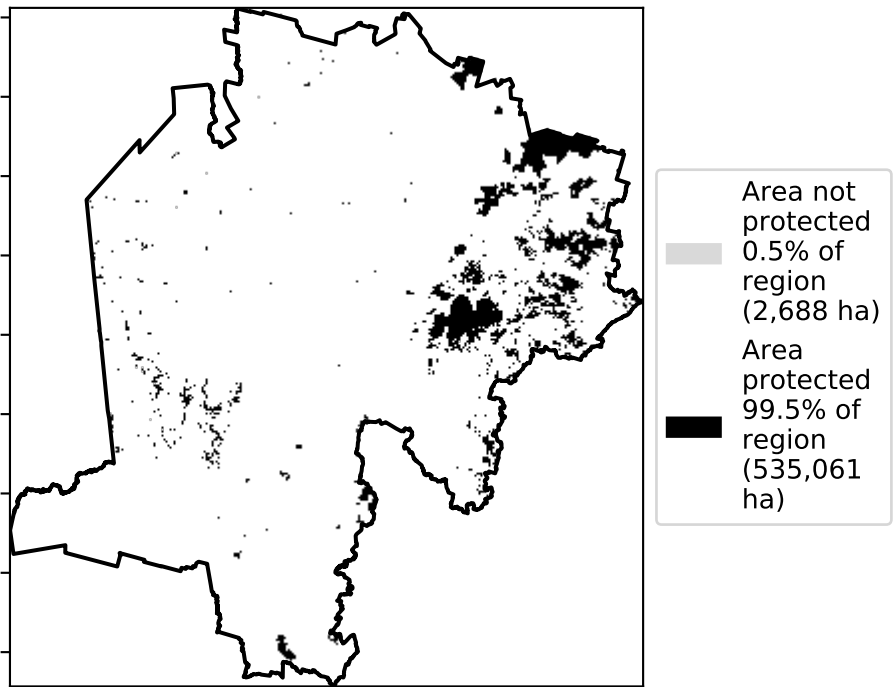 Area not
protected
0.5% of
region
(2,688 ha)
Area
protected
99.5% of
region
(535,061
ha)